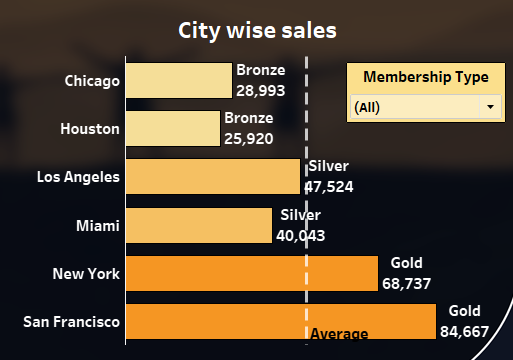 City wise sales
Membership Type
(All)
Chicago
Bronze
28,993
Houston
Bronze
25,920
Los Angeles
Silver
47,524
Miami
Silver
40,043
New York
Gold
68,737
San Francisco
Gold
84,667
Average